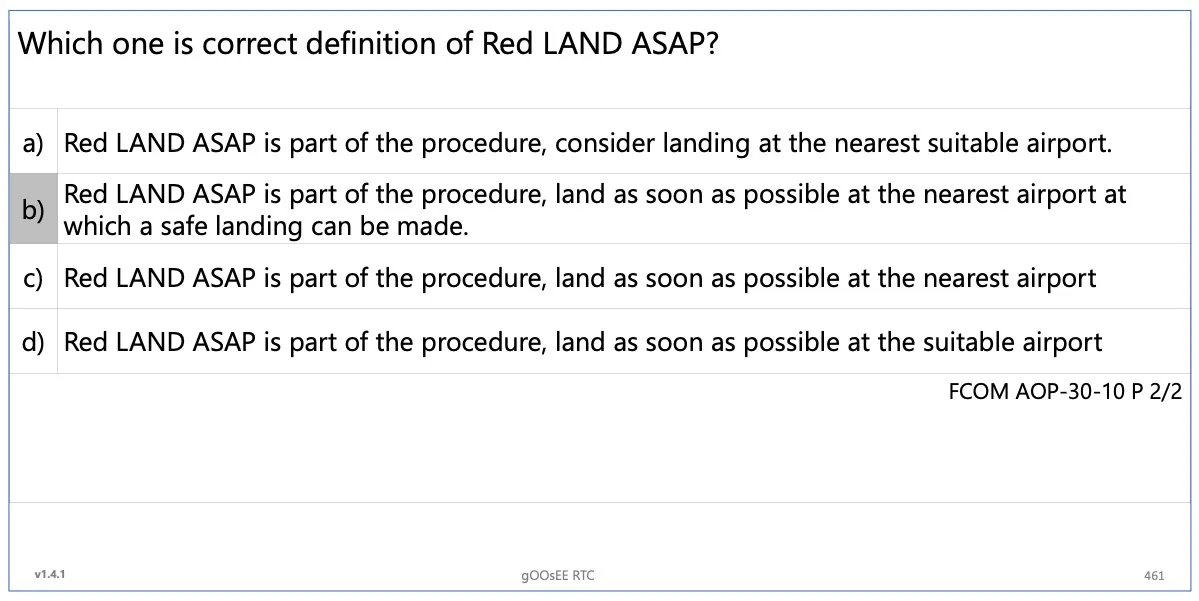 Which one is correct definition of Red LAND ASAP?
a) Red LAND ASAP is part of the procedure, consider landing at the nearest suitable airport.
b) Red LAND ASAP is part of the procedure, land as soon as possible at the nearest airport at
which a safe landing can be made.
c) Red LAND ASAP is part of the procedure, land as soon as possible at the nearest airport
d) Red LAND ASAP is part of the procedure, land as soon as possible at the suitable airport
FCOM AOP-30-10 P 2/2
v1.4.1 gOOsEE RTC 461